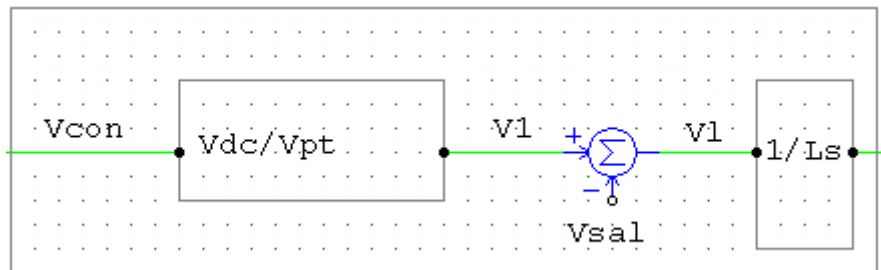 Vcon
Vdc/Vpt
V1
+
Σ
-
Vsal
Vl
1/Ls